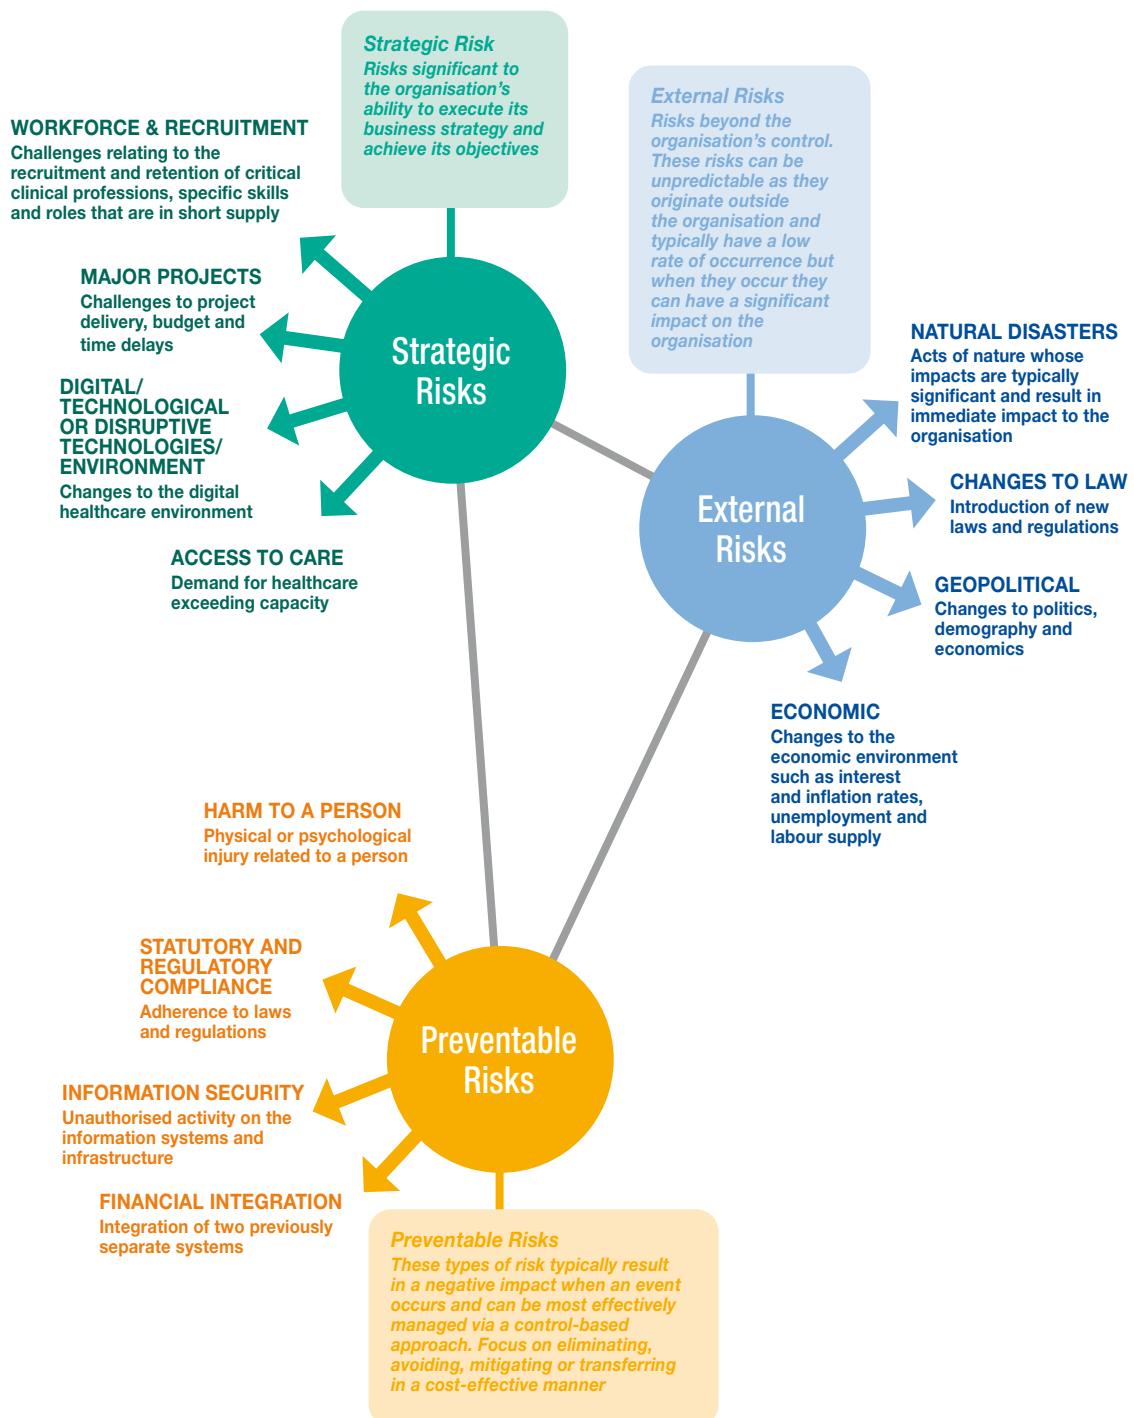 Strategic Risk
Risks significant to
the organisation's
ability to execute its
business strategy and
achieve its objectives
External Risks
Risks beyond the
organisation's control.
These risks can be
unpredictable as they
originate outside
the organisation and
typically have a low
rate of occurrence but
when they occur they
can have a significant
impact on the
organisation
WORKFORCE & RECRUITMENT
Challenges relating to the
recruitment and retention of critical
clinical professions, specific skills
and roles that are in short supply
MAJOR PROJECTS
Challenges to project
delivery, budget and
time delays
DIGITAL/
TECHNOLOGICAL
OR DISRUPTIVE
TECHNOLOGIES/
ENVIRONMENT
Changes to the digital
healthcare environment
ACCESS TO CARE
Demand for healthcare
exceeding capacity
Strategic
Risks
External
Risks
NATURAL DISASTERS
Acts of nature whose
impacts are typically
significant and result in
immediate impact to the
organisation
CHANGES TO LAW
Introduction of new
laws and regulations
GEOPOLITICAL
Changes to politics,
demography and
economics
ECONOMIC
Changes to the
economic environment
such as interest
and inflation rates,
unemployment and
labour supply
HARM TO A PERSON
Physical or psychological
injury related to a person
STATUTORY AND
REGULATORY
COMPLIANCE
Adherence to laws
and regulations
INFORMATION SECURITY
Unauthorised activity on the
information systems and
infrastructure
FINANCIAL INTEGRATION
Integration of two previously
separate systems
Preventable
Risks
Preventable Risks
These types of risk typically result
in a negative impact when an event
occurs and can be most effectively
managed via a control-based
approach. Focus on eliminating,
avoiding, mitigating or transferring
in a cost-effective manner